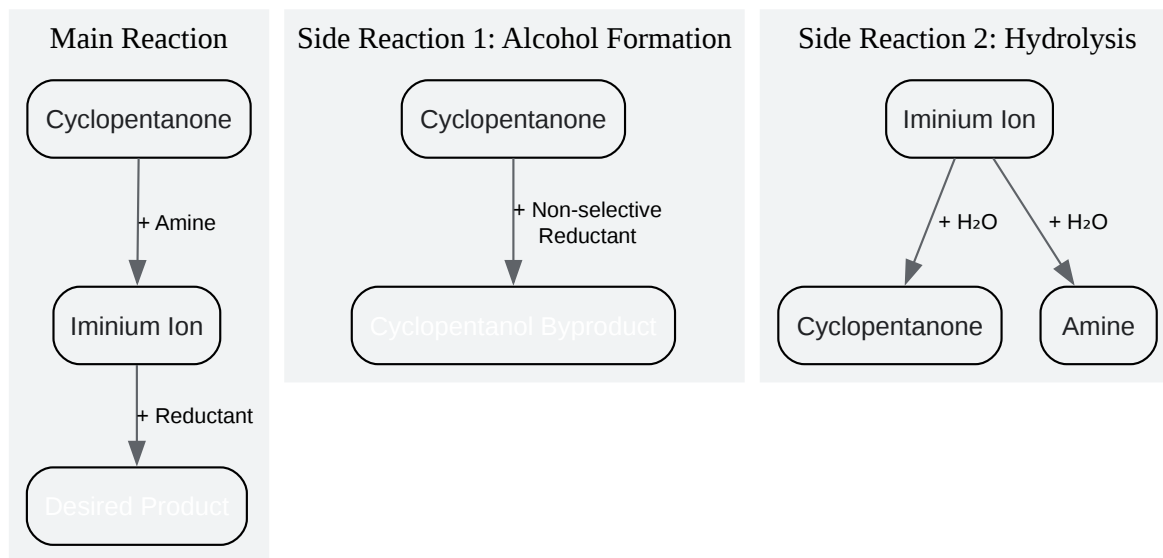 Main Reaction
Cyclopentanone
+ Amine
Iminium Ion
+ Reductant
Desired Product
Side Reaction 1: Alcohol Formation
Cyclopentanone
+ Non-selective
Reductant
Cyclopentanol Byproduct
Side Reaction 2: Hydrolysis
Iminium Ion
+ H₂O
+ H₂O
Cyclopentanone
Amine